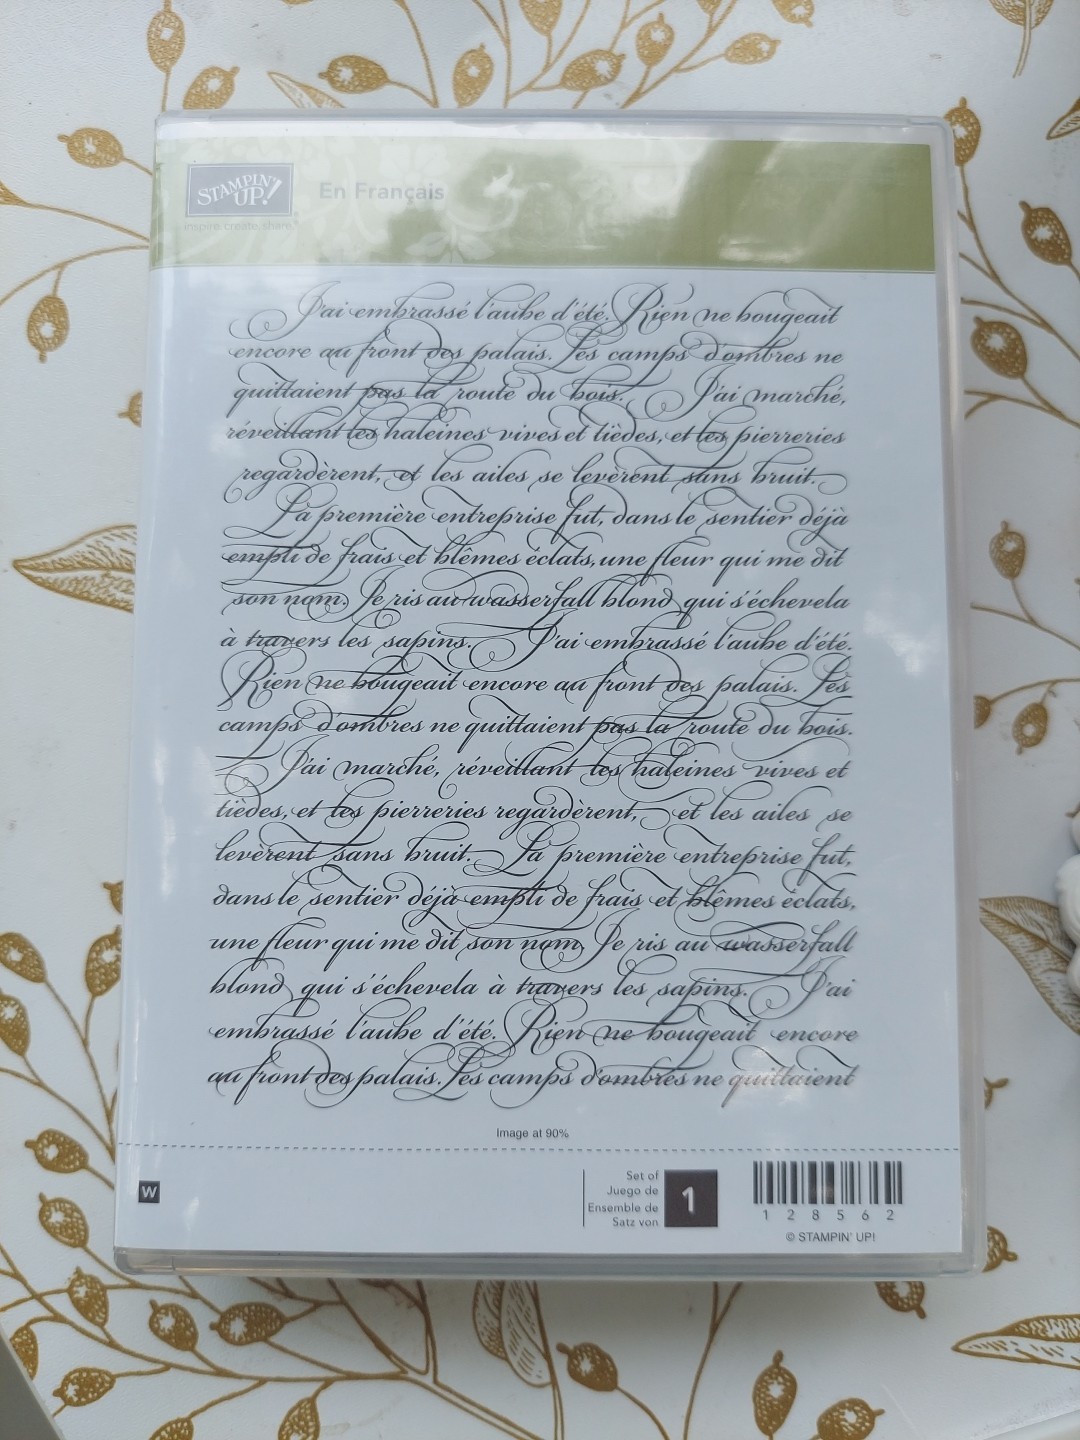 STAMPIN' UP!
inspire. create. share.
En Français
J'ai embrassé l'aube d'été. Rien ne bougeait
encore au front des palais. Les camps d'ombres ne
quittaient pas la route du bois. J'ai marché,
réveillant les haleines vives et tièdes, et les pierreries
regardèrent, et les ailes se levèrent sans bruit.
La première entreprise fut, dans le sentier déjà
empli de frais et blêmes éclats, une fleur qui me dit
son nom. Je ris au wasserfall blond qui s'échevela
à travers les sapins. J'ai embrassé l'aube d'été.
Rien ne bougeait encore au front des palais. Les
camps d'ombres ne quittaient pas la route du bois.
J'ai marché, réveillant les haleines vives et
tièdes, et les pierreries regardèrent, et les ailes se
levèrent sans bruit. La première entreprise fut,
dans le sentier déjà empli de frais et blêmes éclats,
une fleur qui me dit son nom. Je ris au wasserfall
blond qui s'échevela à travers les sapins. J'ai
embrassé l'aube d'été. Rien ne bougeait encore
au front des palais. Les camps d'ombres ne quittaient
Image at 90%
W
Set of
Juego de
Ensemble de
Satz von
1
128562
© STAMPIN' UP!